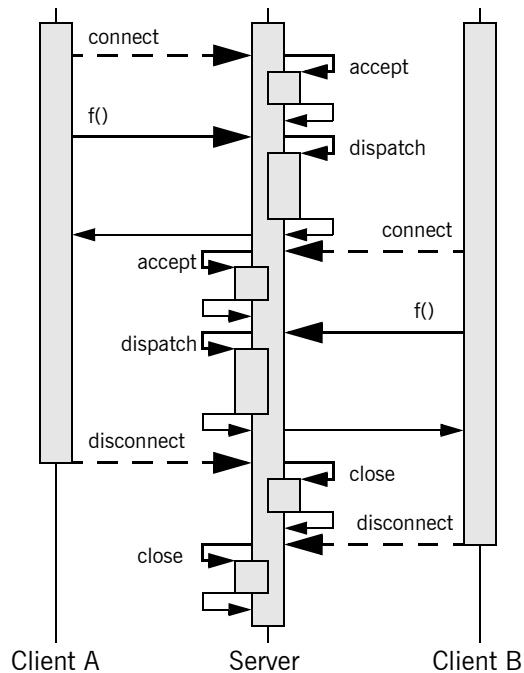 connect
accept
f()
dispatch
connect
accept
f()
dispatch
disconnect
close
disconnect
close
Client A
Server
Client B